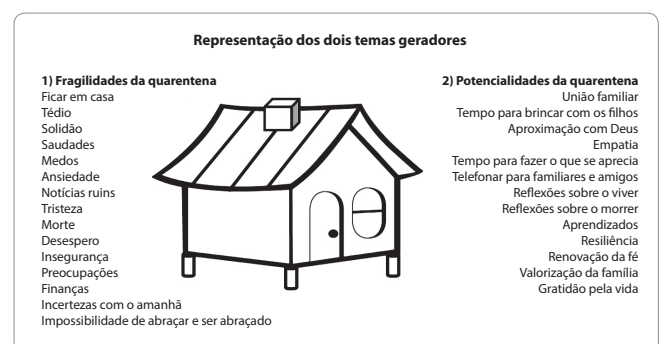 Representação dos dois temas geradores
1) Fragilidades da quarentena
Ficar em casa
Tédio
Solidão
Saudades
Medos
Ansiedade
Notícias ruins
Tristeza
Morte
Desespero
Insegurança
Preocupações
Finanças
Incertezas com o amanhã
Impossibilidade de abraçar e ser abraçado
2) Potencialidades da quarentena
União familiar
Tempo para brincar com os filhos
Aproximação com Deus
Empatia
Tempo para fazer o que se aprecia
Telefonar para familiares e amigos
Reflexões sobre o viver
Reflexões sobre o morrer
Aprendizados
Resiliência
Renovação da fé
Valorização da família
Gratidão pela vida